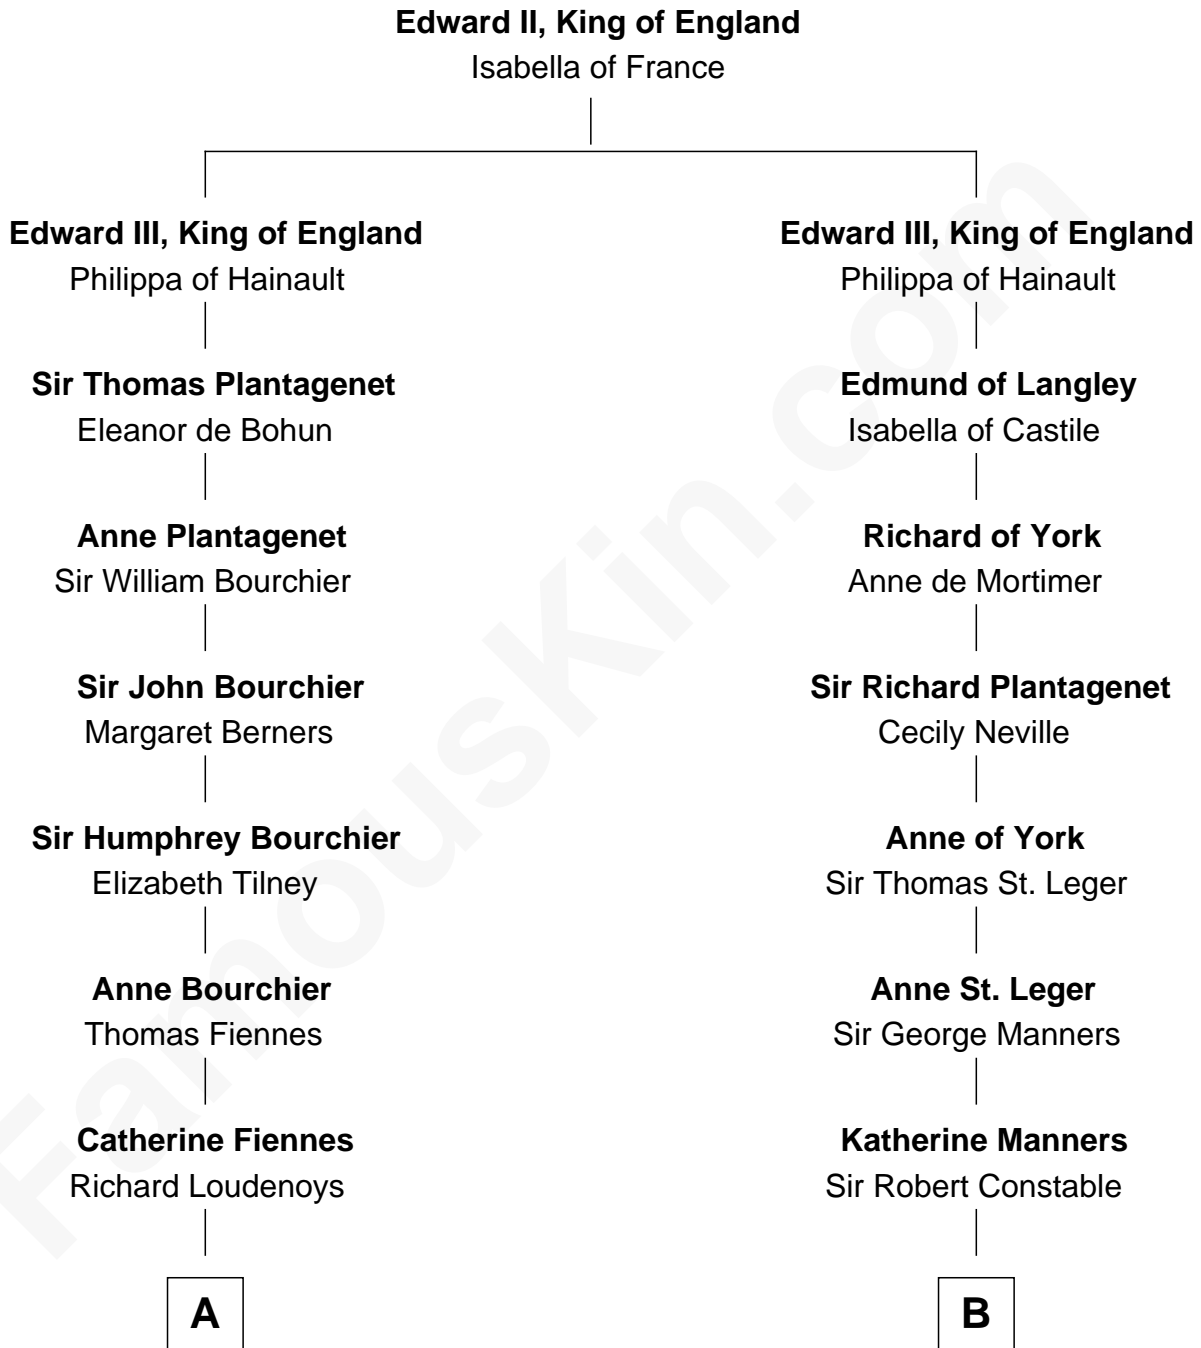 Edward II, King of England
Isabella of France
Edward III, King of England
Philippa of Hainault
Edward III, King of England
Philippa of Hainault
Sir Thomas Plantagenet
Eleanor de Bohun
Edmund of Langley
Isabella of Castile
Anne Plantagenet
Sir William Bourchier
Richard of York
Anne de Mortimer
Sir John Bourchier
Margaret Berners
Sir Richard Plantagenet
Cecily Neville
Sir Humphrey Bourchier
Elizabeth Tilney
Anne of York
Sir Thomas St. Leger
Anne Bourchier
Thomas Fiennes
Anne St. Leger
Sir George Manners
Catherine Fiennes
Richard Loudenoys
Katherine Manners
Sir Robert Constable
A
B
FamousKin.com